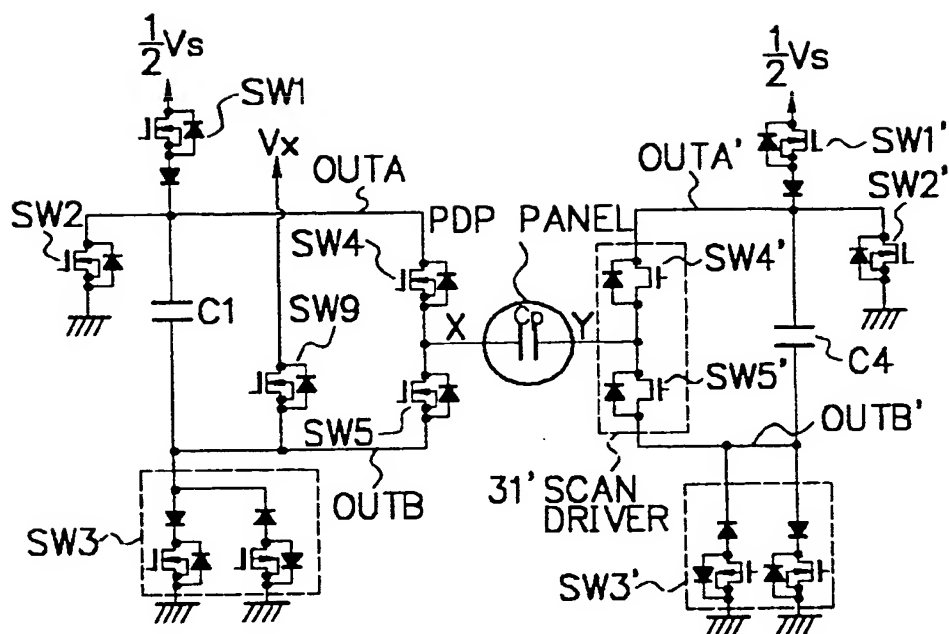 ½Vs
½Vs
SW1
SW1'
Vx
OUTA
OUTA'
SW2'
SW2
PDP PANEL
SW4
SW4'
C1
SW9
X
Cp
Y
C4
SW5
SW5'
OUTB'
OUTB
31' SCAN
DRIVER
SW3
SW3'